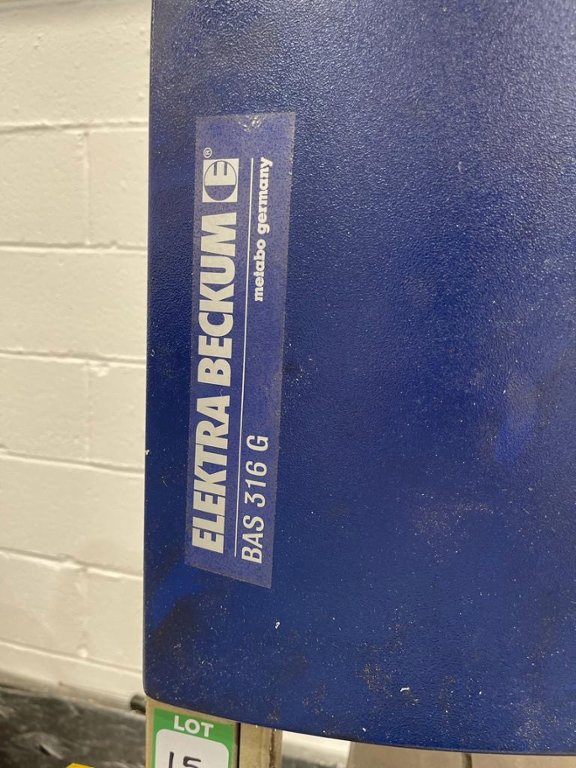 ELEKTRA BECKUM E®
metabo germany
BAS 316 G
LOT